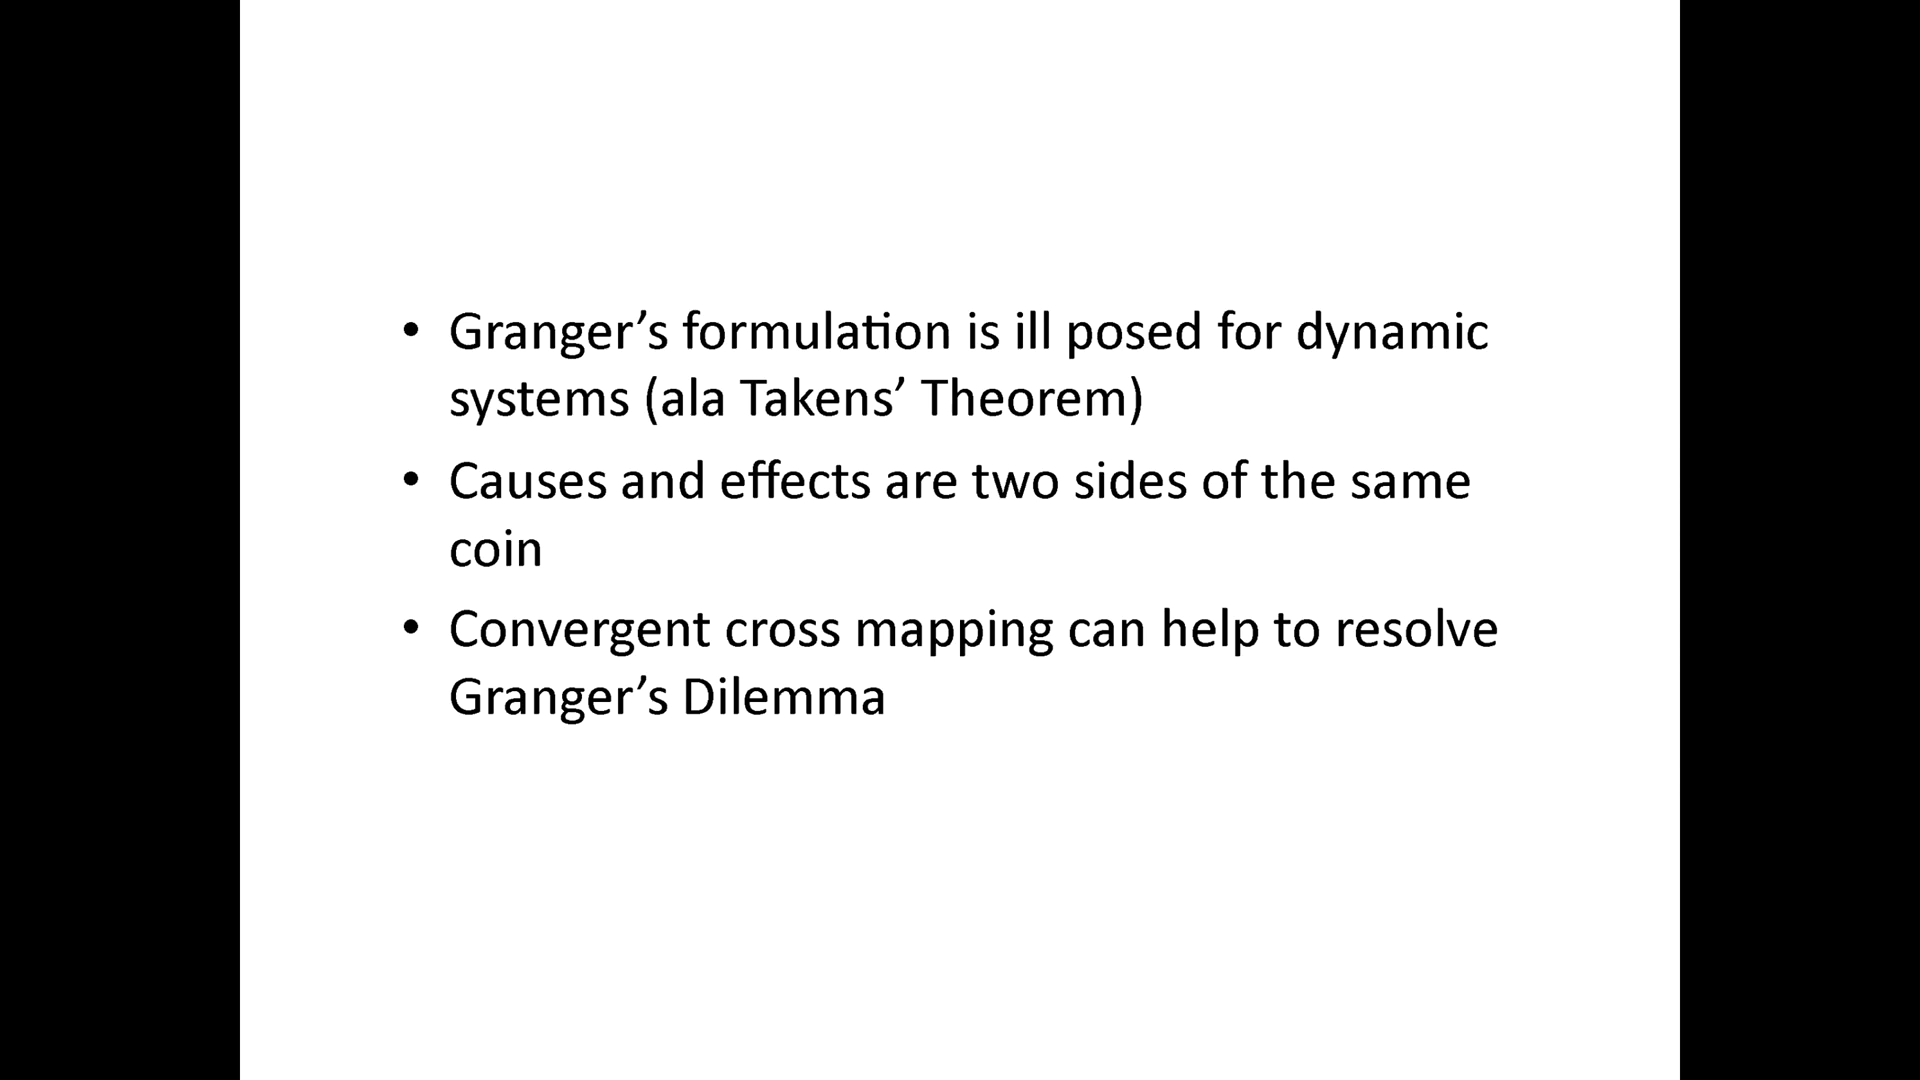 • Granger’s formulation is ill posed for dynamic
systems (ala Takens’ Theorem)
• Causes and effects are two sides of the same
coin
• Convergent cross mapping can help to resolve
Granger’s Dilemma